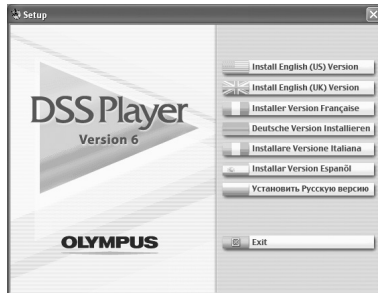 Setup
DSS Player
Version 6
OLYMPUS
Install English (US) Version
Install English (UK) Version
Installer Version Française
Deutsche Version Installieren
Installare Versione Italiana
Installar Version Espanõl
Установить Русскую версию
Exit